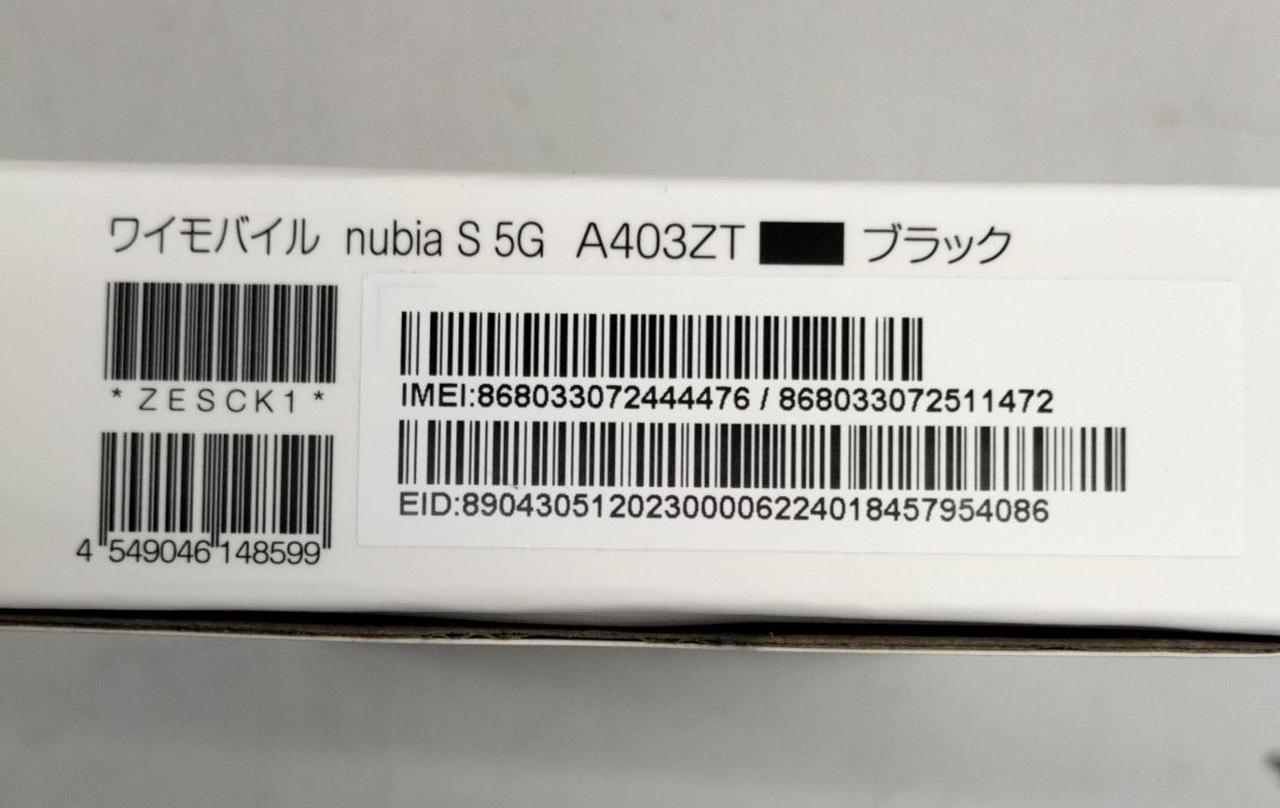 ワイモバイル nubia S 5G A403ZT ブラック
*ZESCK1*
4 549046 148599
IMEI:868033072444476 / 868033072511472
EID:89043051202300006224018457954086